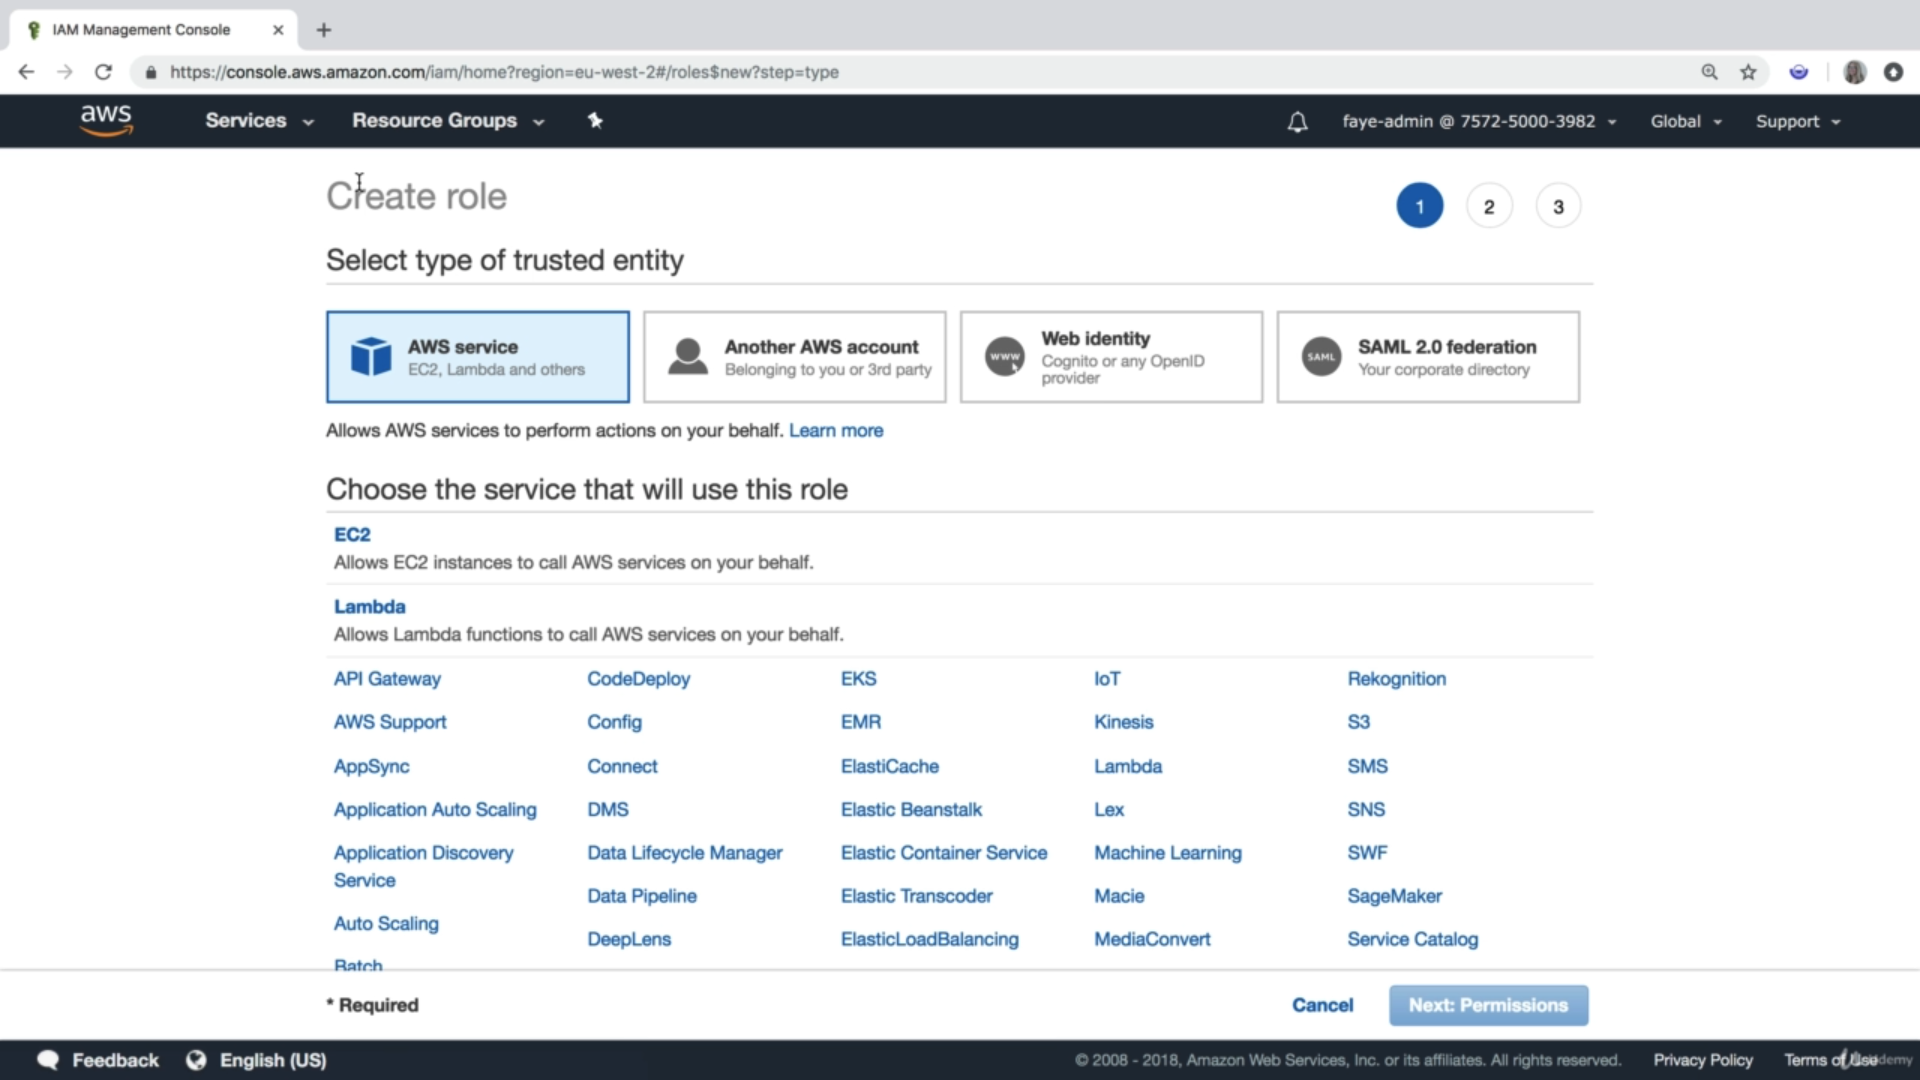 IAM Management Console
https://console.aws.amazon.com/iam/home?region=eu-west-2#/roles$new?step=type
aws Services Resource Groups faye-admin @ 7572-5000-3982 Global Support
Create role
1 2 3
Select type of trusted entity
AWS service
EC2, Lambda and others
Another AWS account
Belonging to you or 3rd party
www
Web identity
Cognito or any OpenID
provider
SAML
SAML 2.0 federation
Your corporate directory
Allows AWS services to perform actions on your behalf. Learn more
Choose the service that will use this role
EC2
Allows EC2 instances to call AWS services on your behalf.
Lambda
Allows Lambda functions to call AWS services on your behalf.
API Gateway CodeDeploy EKS IoT Rekognition
AWS Support Config EMR Kinesis S3
AppSync Connect ElastiCache Lambda SMS
Application Auto Scaling DMS Elastic Beanstalk Lex SNS
Application Discovery Data Lifecycle Manager Elastic Container Service Machine Learning SWF
Service
Data Pipeline Elastic Transcoder Macie SageMaker
Auto Scaling
DeepLens ElasticLoadBalancing MediaConvert Service Catalog
Batch
* Required Cancel Next: Permissions
Feedback English (US) © 2008 - 2018, Amazon Web Services, Inc. or its affiliates. All rights reserved. Privacy Policy Terms of Use